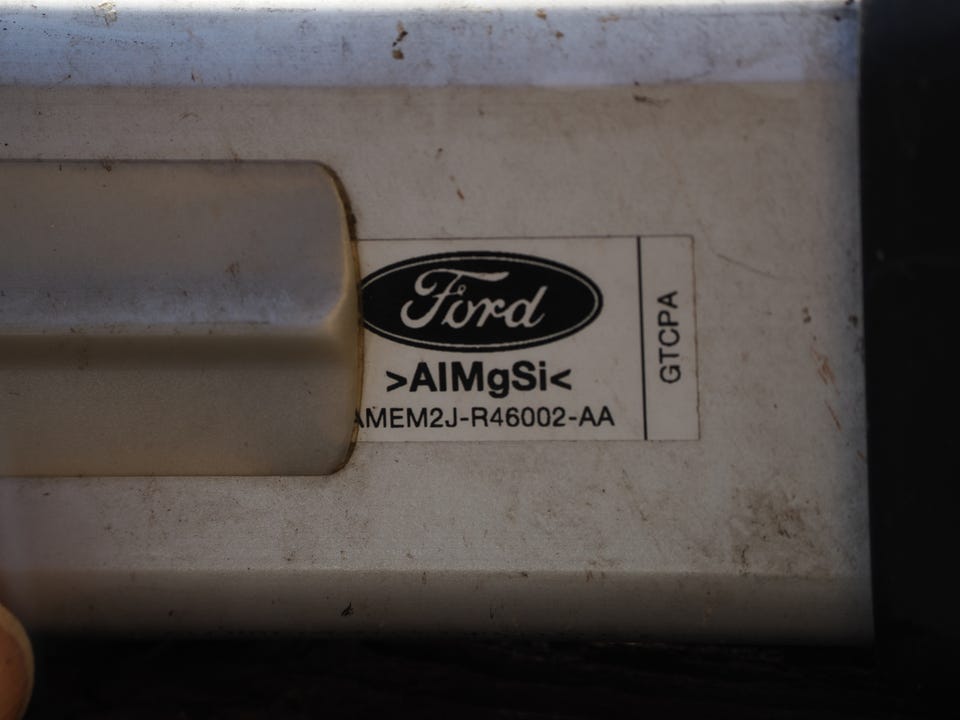 Ford
>AlMgSi<
AMEM2J-R46002-AA
GTCPA